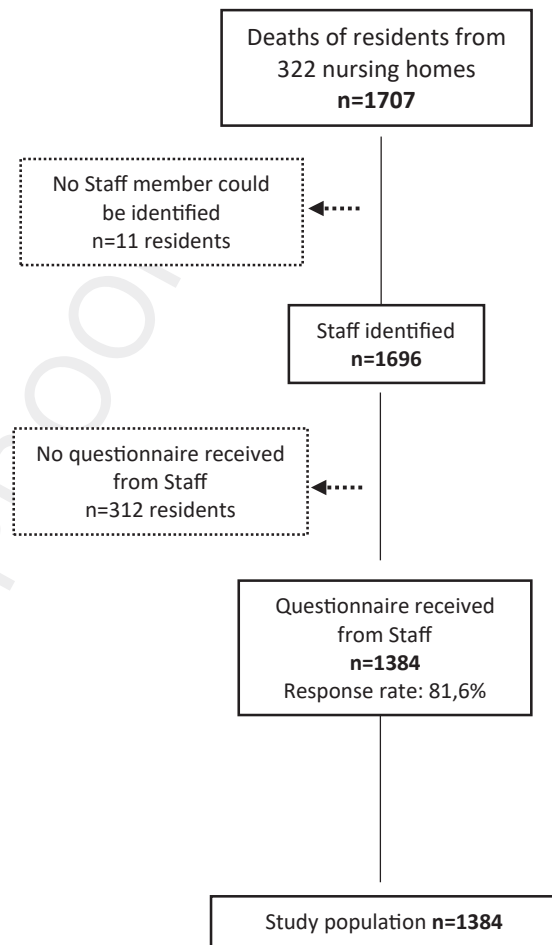 Deaths of residents from
322 nursing homes
n=1707
No Staff member could
be identified
n=11 residents
Staff identified
n=1696
No questionnaire received
from Staff
n=312 residents
Questionnaire received
from Staff
n=1384
Response rate: 81,6%
Study population n=1384